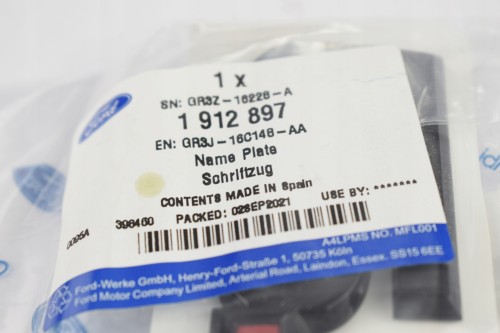 1 x
SN: GR3Z-16228-A
1 912 897
EN: GR3J-16C148-AA
Name Plate
Schriftzug
CONTENTS MADE IN Spain
396460 PACKED: 02SEP2021 USE BY: *******
0005A
A4LPMS NO. MFL001
Ford-Werke GmbH, Henry-Ford-Straße 1, 50735 Köln
Ford Motor Company Limited, Arterial Road, Laindon, Essex. SS15 6EE
Ford